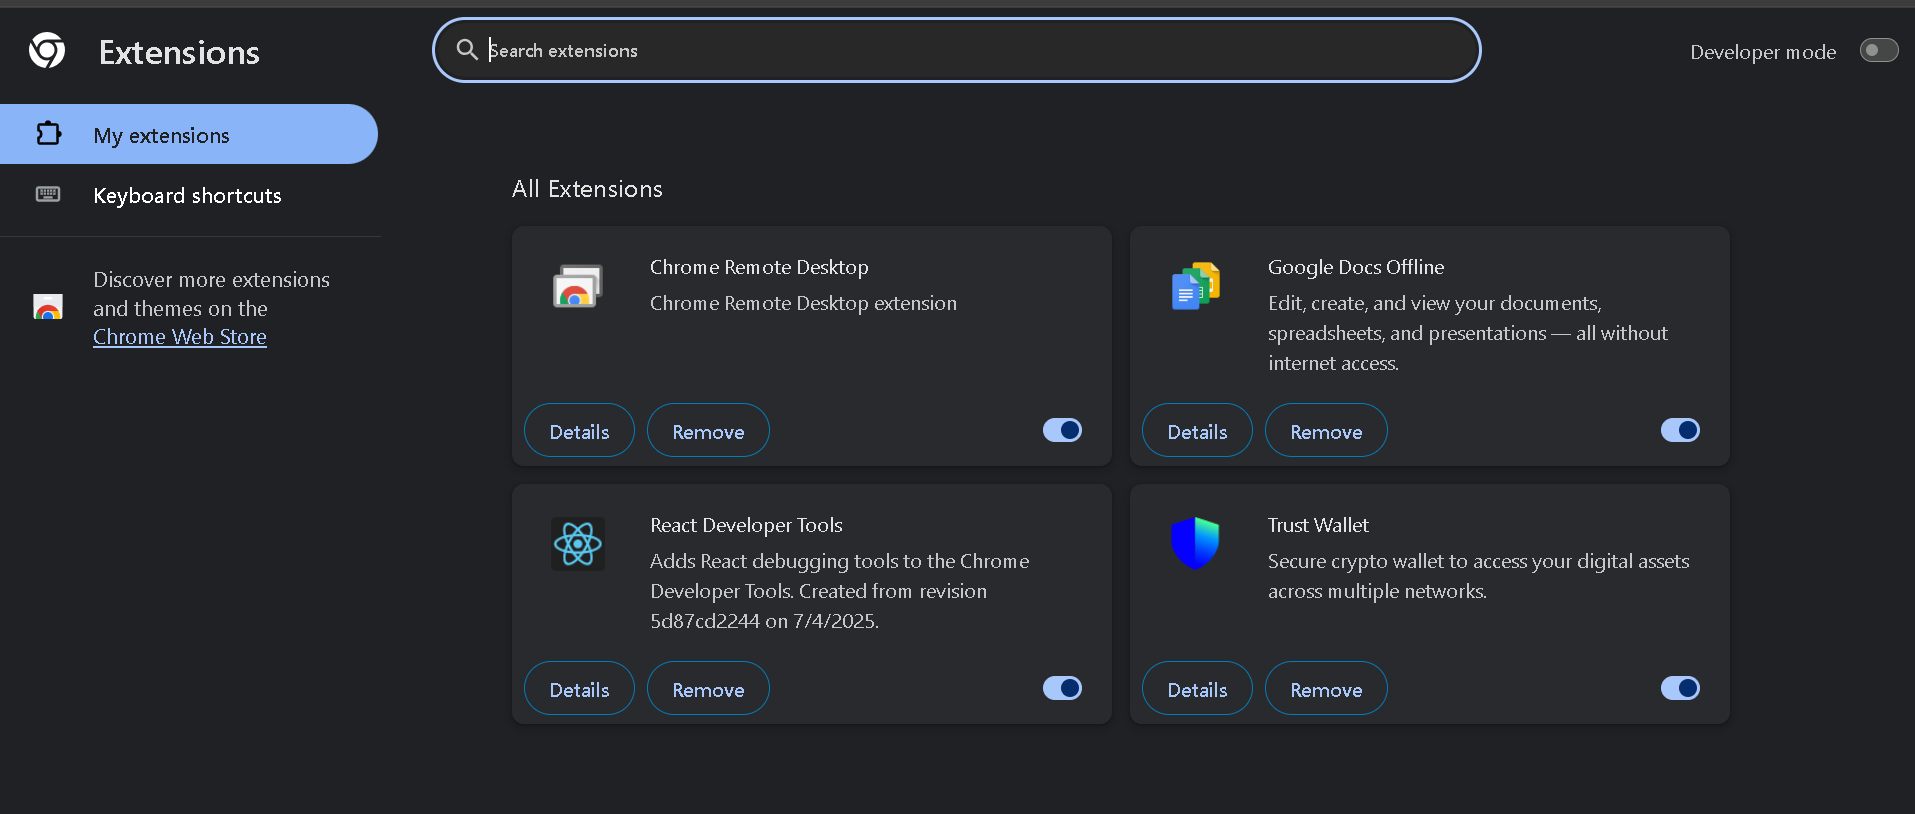 Extensions
Search extensions
Developer mode
My extensions
Keyboard shortcuts
Discover more extensions
and themes on the
Chrome Web Store
All Extensions
Chrome Remote Desktop
Chrome Remote Desktop extension
Details
Remove
Google Docs Offline
Edit, create, and view your documents,
spreadsheets, and presentations — all without
internet access.
Details
Remove
React Developer Tools
Adds React debugging tools to the Chrome
Developer Tools. Created from revision
5d87cd2244 on 7/4/2025.
Details
Remove
Trust Wallet
Secure crypto wallet to access your digital assets
across multiple networks.
Details
Remove